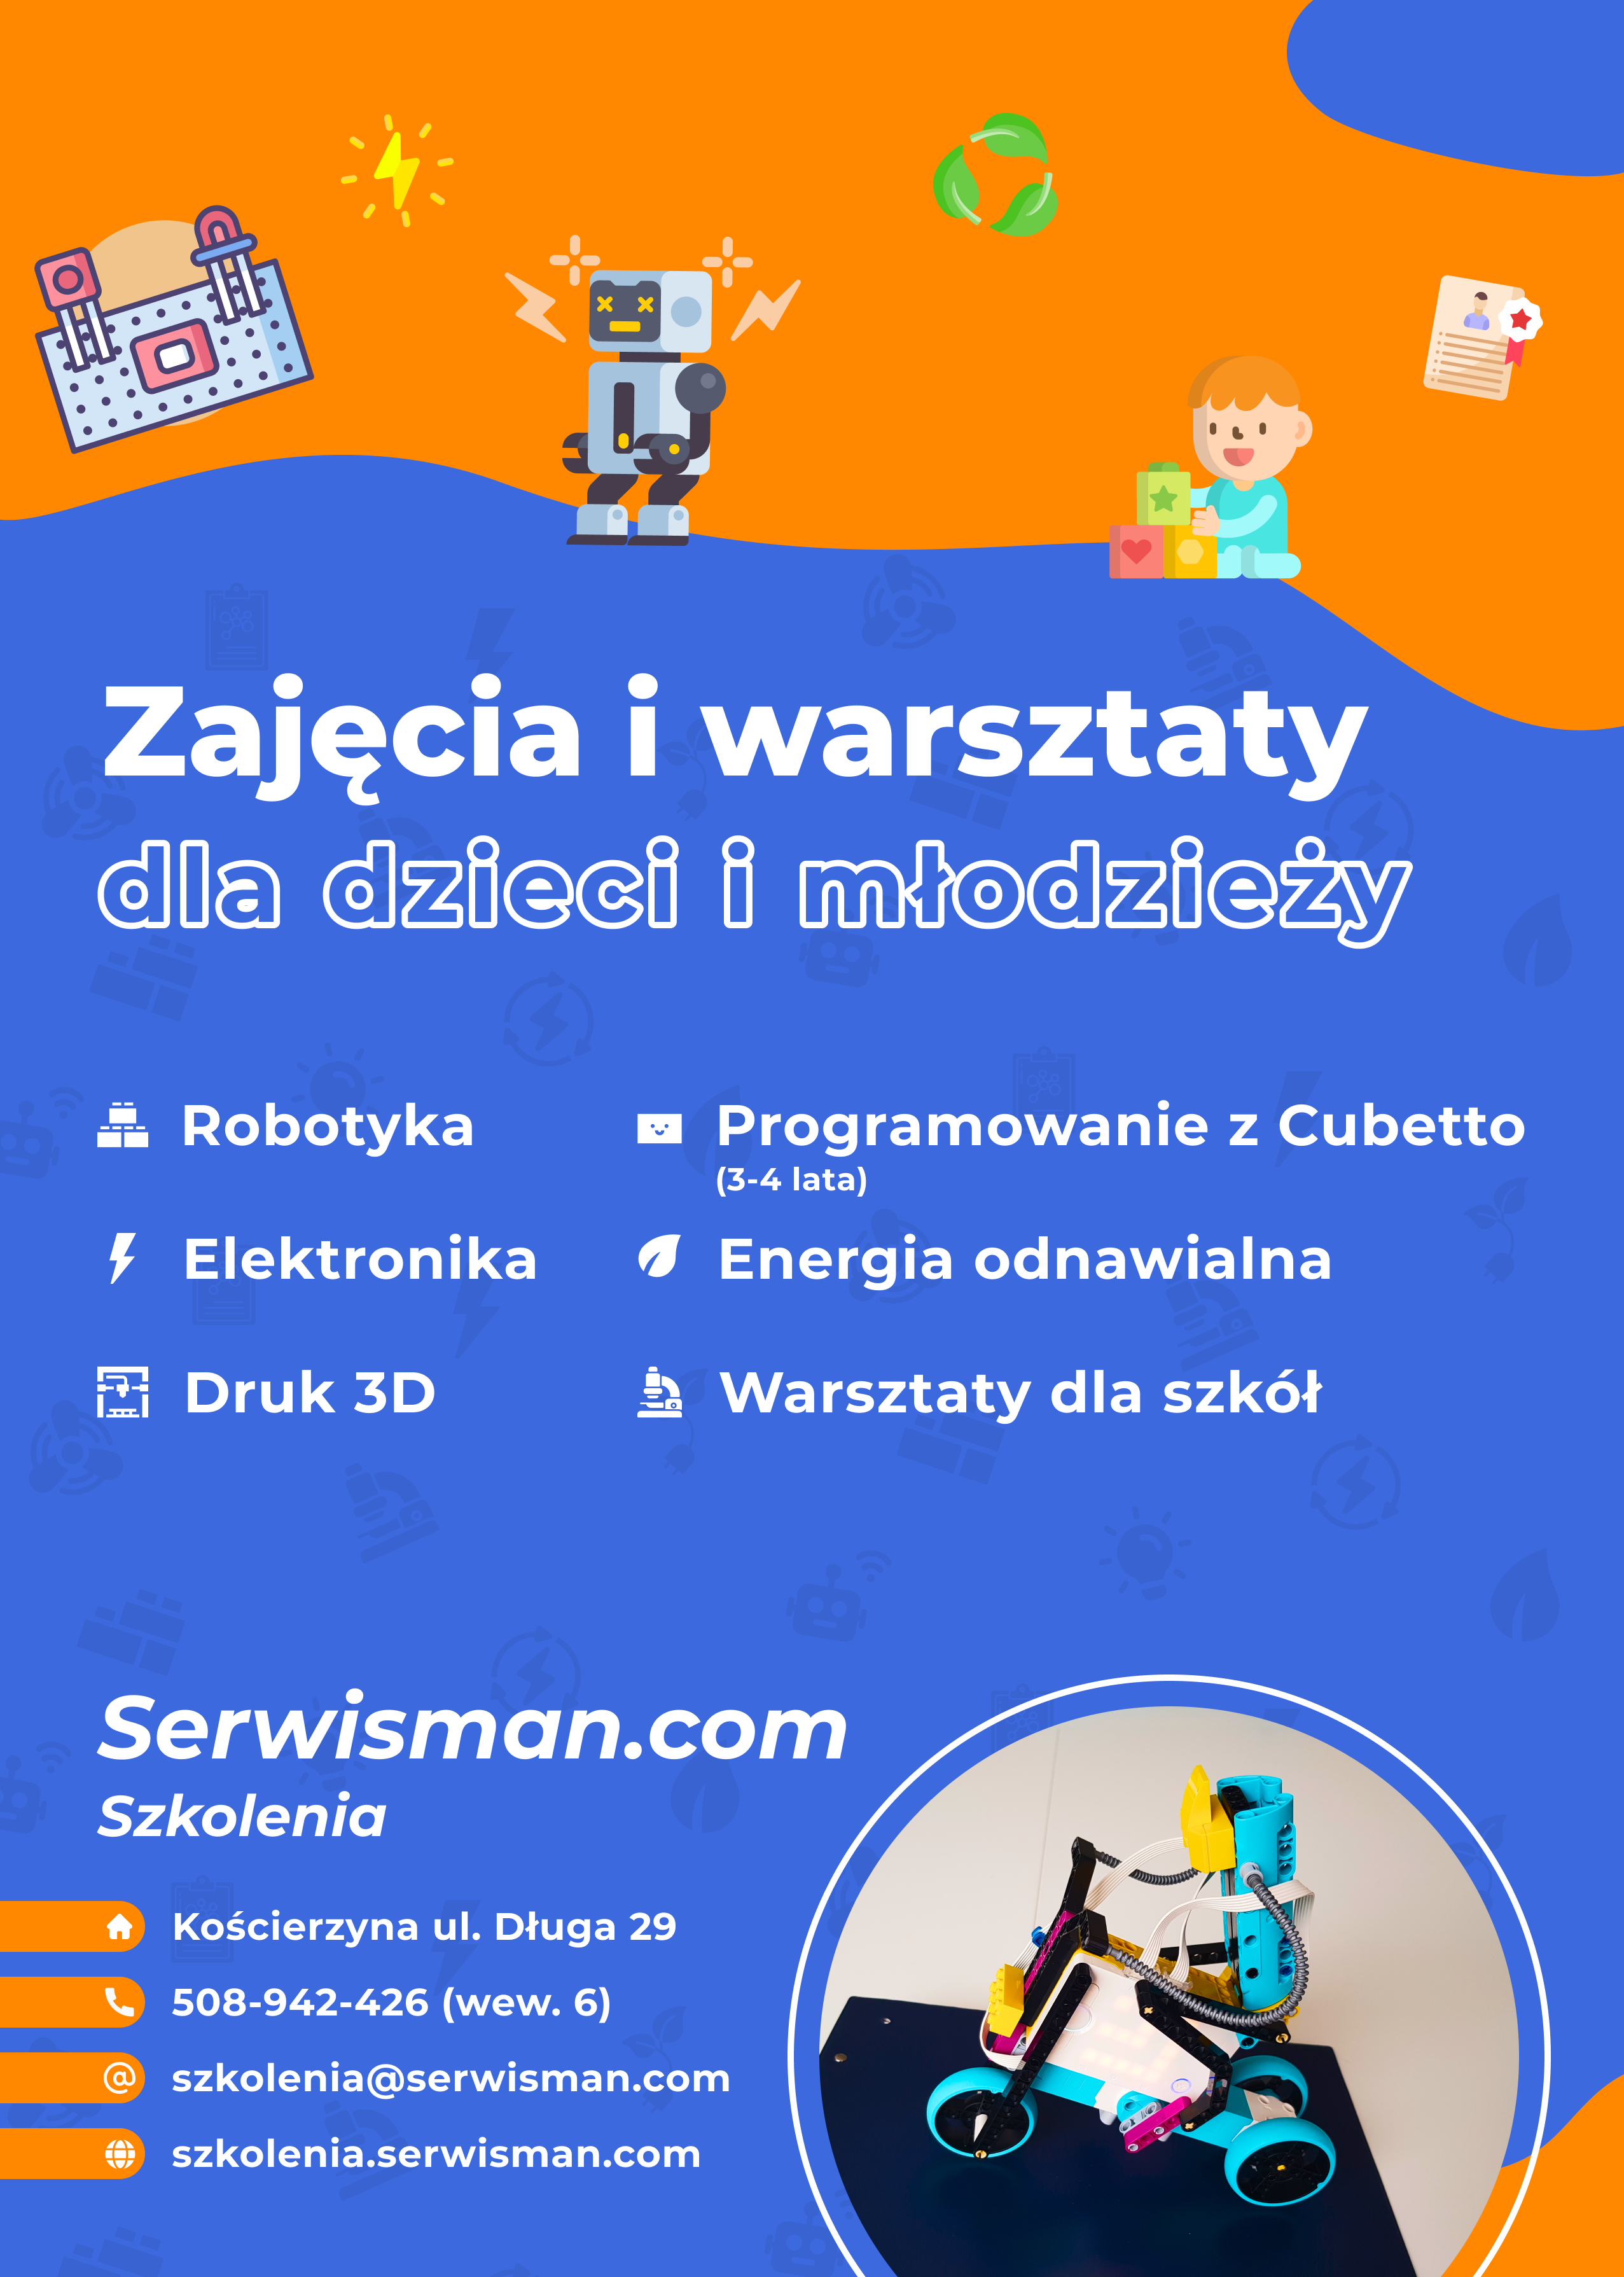 Zajęcia i warsztaty
dla dzieci i młodzieży
Robotyka
Programowanie z Cubetto
(3-4 lata)
Elektronika
Energia odnawialna
Druk 3D
Warsztaty dla szkół
Serwisman.com
Szkolenia
Kościerzyna ul. Długa 29
508-942-426 (wew. 6)
szkolenia@serwisman.com
szkolenia.serwisman.com